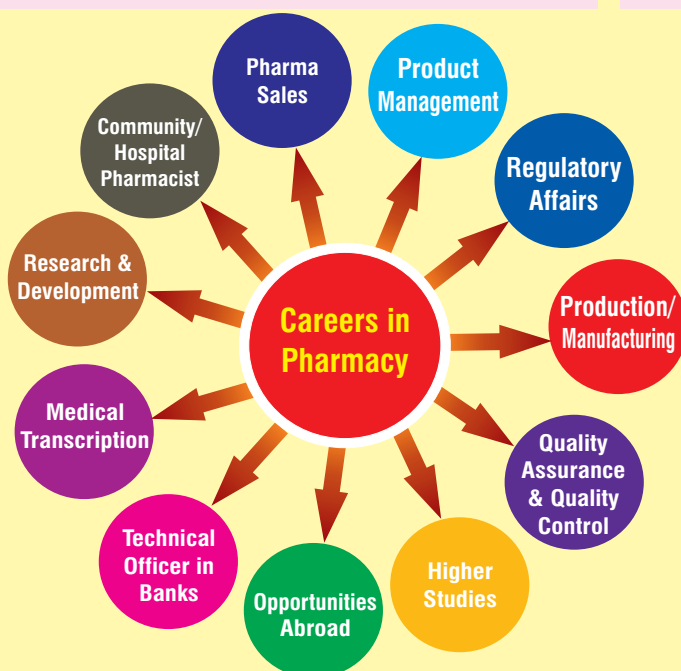 Careers in
Pharmacy
Pharma
Sales
Product
Management
Regulatory
Affairs
Production/
Manufacturing
Quality
Assurance
& Quality
Control
Higher
Studies
Opportunities
Abroad
Technical
Officer in
Banks
Medical
Transcription
Research &
Development
Community/
Hospital
Pharmacist